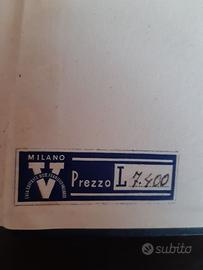 MILANO
V
Prezzo L 7.400
subito